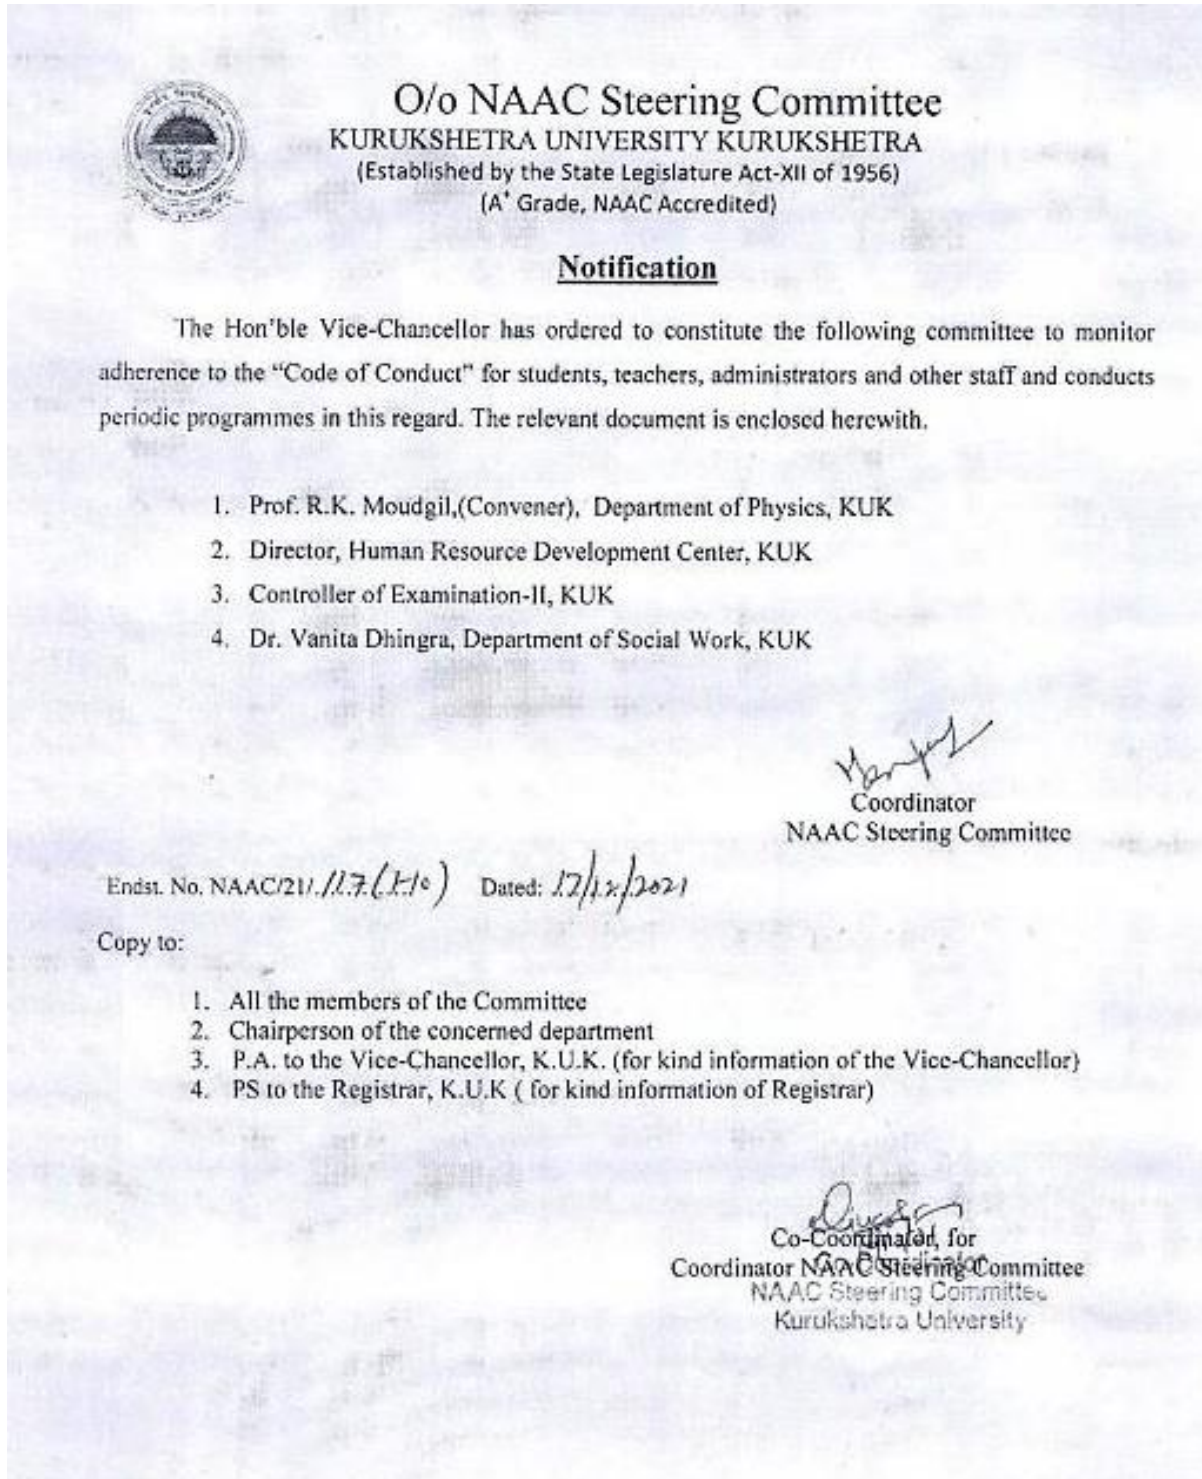 O/o NAAC Steering Committee
KURUKSHETRA UNIVERSITY KURUKSHETRA
(Established by the State Legislature Act-XII of 1956)
(A+ Grade, NAAC Accredited)
Notification
The Hon'ble Vice-Chancellor has ordered to constitute the following committee to monitor
adherence to the “Code of Conduct” for students, teachers, administrators and other staff and conducts
periodic programmes in this regard. The relevant document is enclosed herewith.
1. Prof. R.K. Moudgil,(Convener), Department of Physics, KUK
2. Director, Human Resource Development Center, KUK
3. Controller of Examination-II, KUK
4. Dr. Vanita Dhingra, Department of Social Work, KUK
Coordinator
NAAC Steering Committee
Endst. No. NAAC/21/117(1-10) Dated: 17/12/2021
Copy to:
1. All the members of the Committee
2. Chairperson of the concerned department
3. P.A. to the Vice-Chancellor, K.U.K. (for kind information of the Vice-Chancellor)
4. PS to the Registrar, K.U.K ( for kind information of Registrar)
Co-Coordinator, for
Coordinator NAAC Steering Committee
Co-Coordinator
NAAC Steering Committee
Kurukshetra University